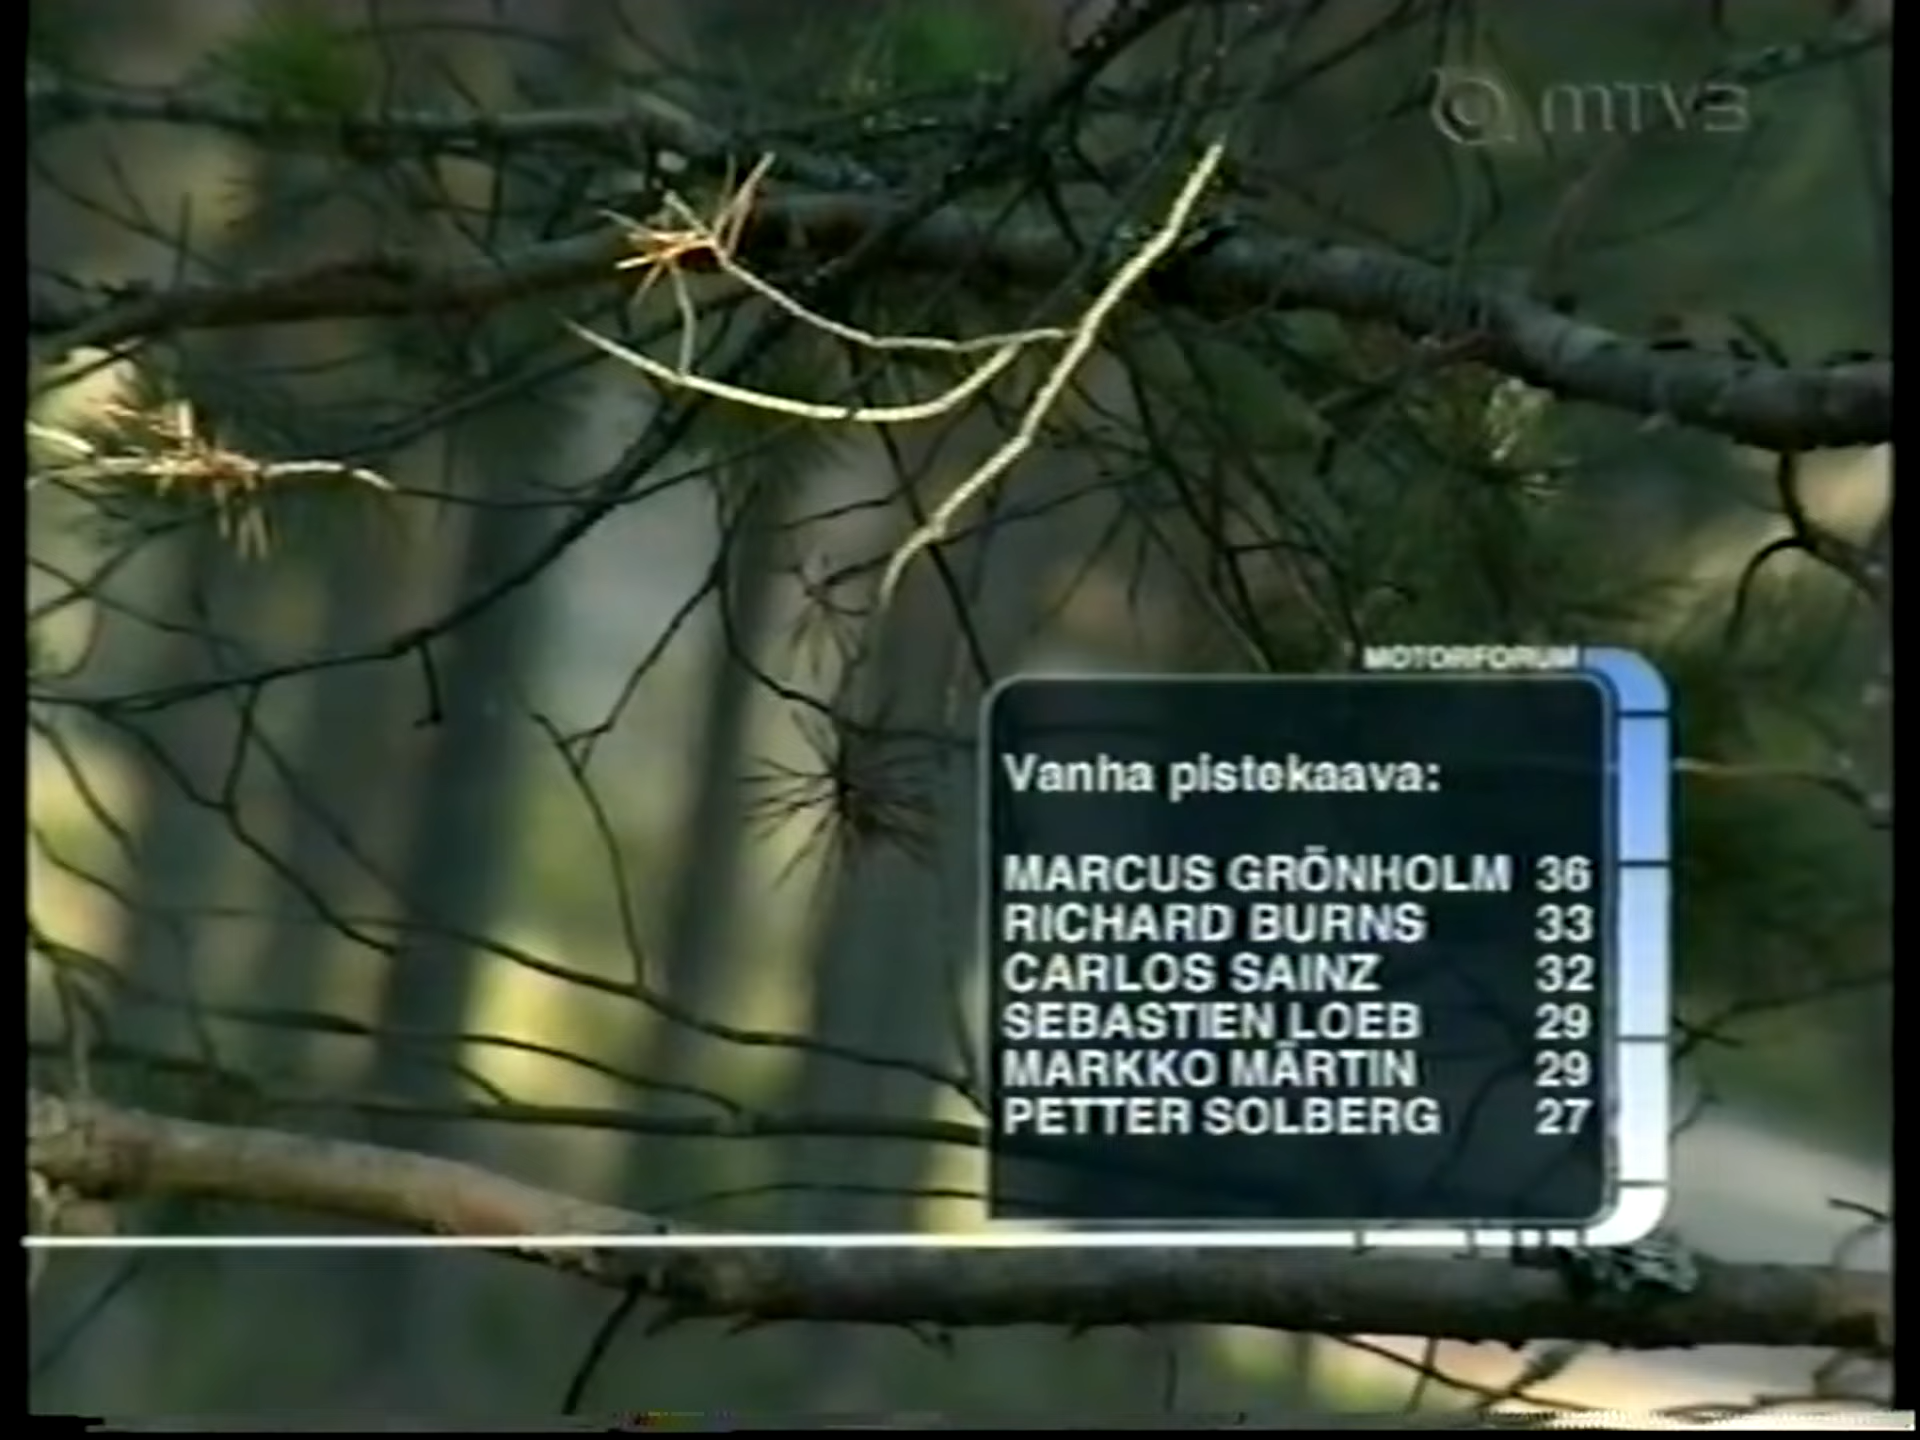 MTV3
MOTORFORUM
Vanha pistekaava:
MARCUS GRÖNHOLM 36
RICHARD BURNS 33
CARLOS SAINZ 32
SEBASTIEN LOEB 29
MARKKO MÄRTIN 29
PETTER SOLBERG 27